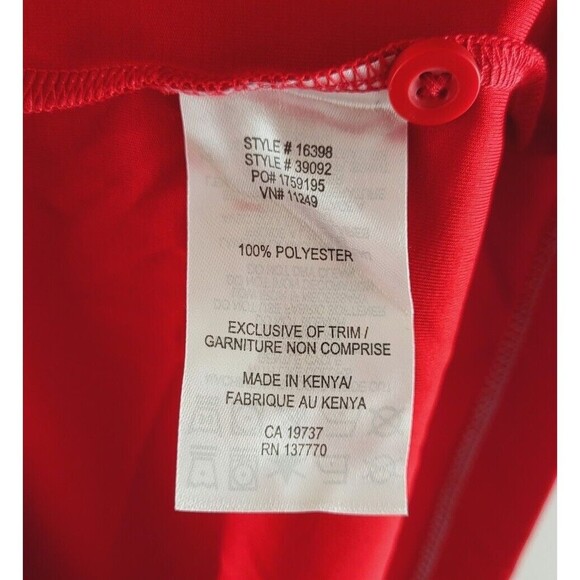 STYLE # 16398
STYLE # 39092
PO# 1759195
VN# 11249
100% POLYESTER
EXCLUSIVE OF TRIM /
GARNITURE NON COMPRISE
MADE IN KENYA/
FABRIQUE AU KENYA
CA 19737
RN 137770